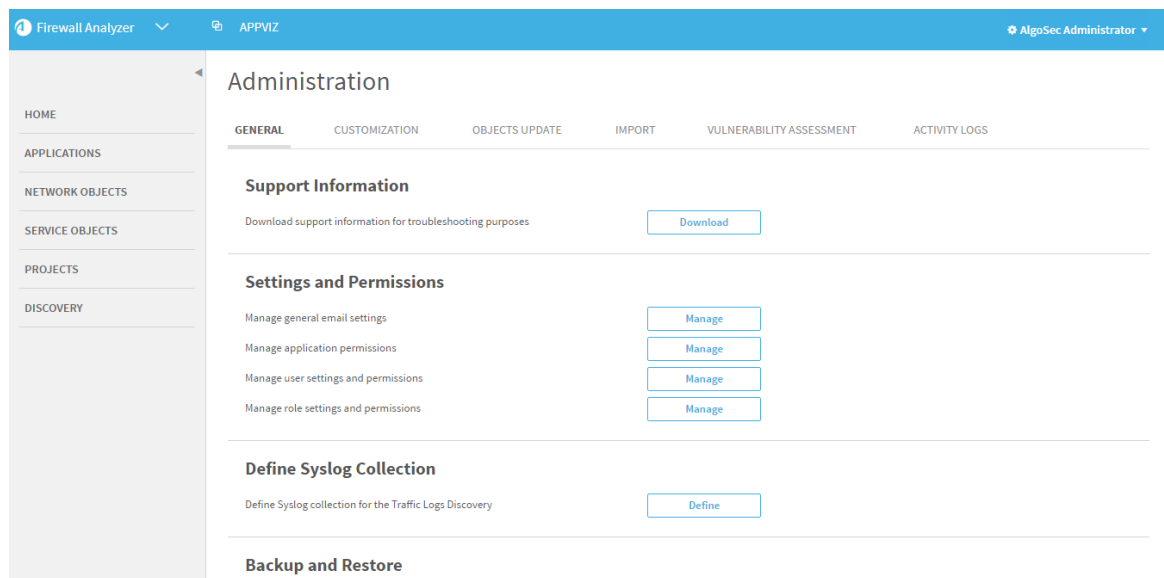 Firewall Analyzer APPVIZ AlgoSec Administrator
Administration
HOME
APPLICATIONS
NETWORK OBJECTS
SERVICE OBJECTS
PROJECTS
DISCOVERY
GENERAL CUSTOMIZATION OBJECTS UPDATE IMPORT VULNERABILITY ASSESSMENT ACTIVITY LOGS
Support Information
Download support information for troubleshooting purposes Download
Settings and Permissions
Manage general email settings Manage
Manage application permissions Manage
Manage user settings and permissions Manage
Manage role settings and permissions Manage
Define Syslog Collection
Define Syslog collection for the Traffic Logs Discovery Define
Backup and Restore